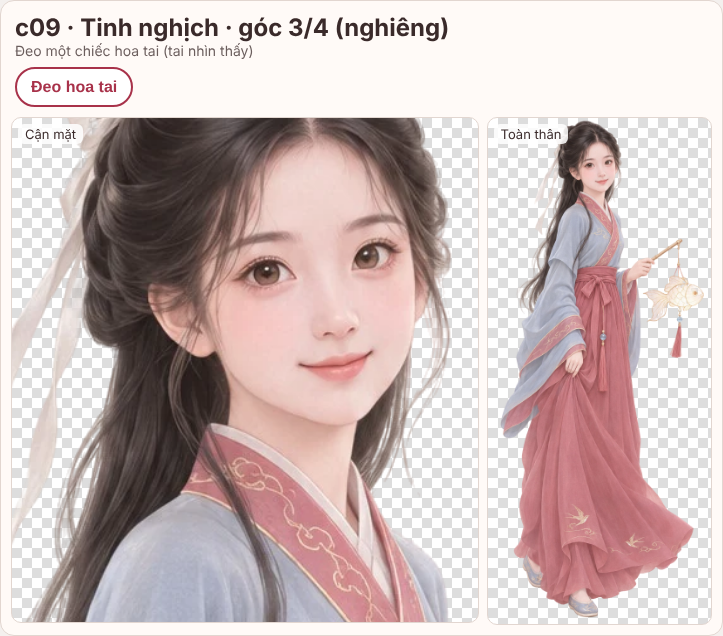 c09 · Tinh nghịch · góc 3/4 (nghiêng)
Đeo một chiếc hoa tai (tai nhìn thấy)
Đeo hoa tai
Cận mặt
Toàn thân